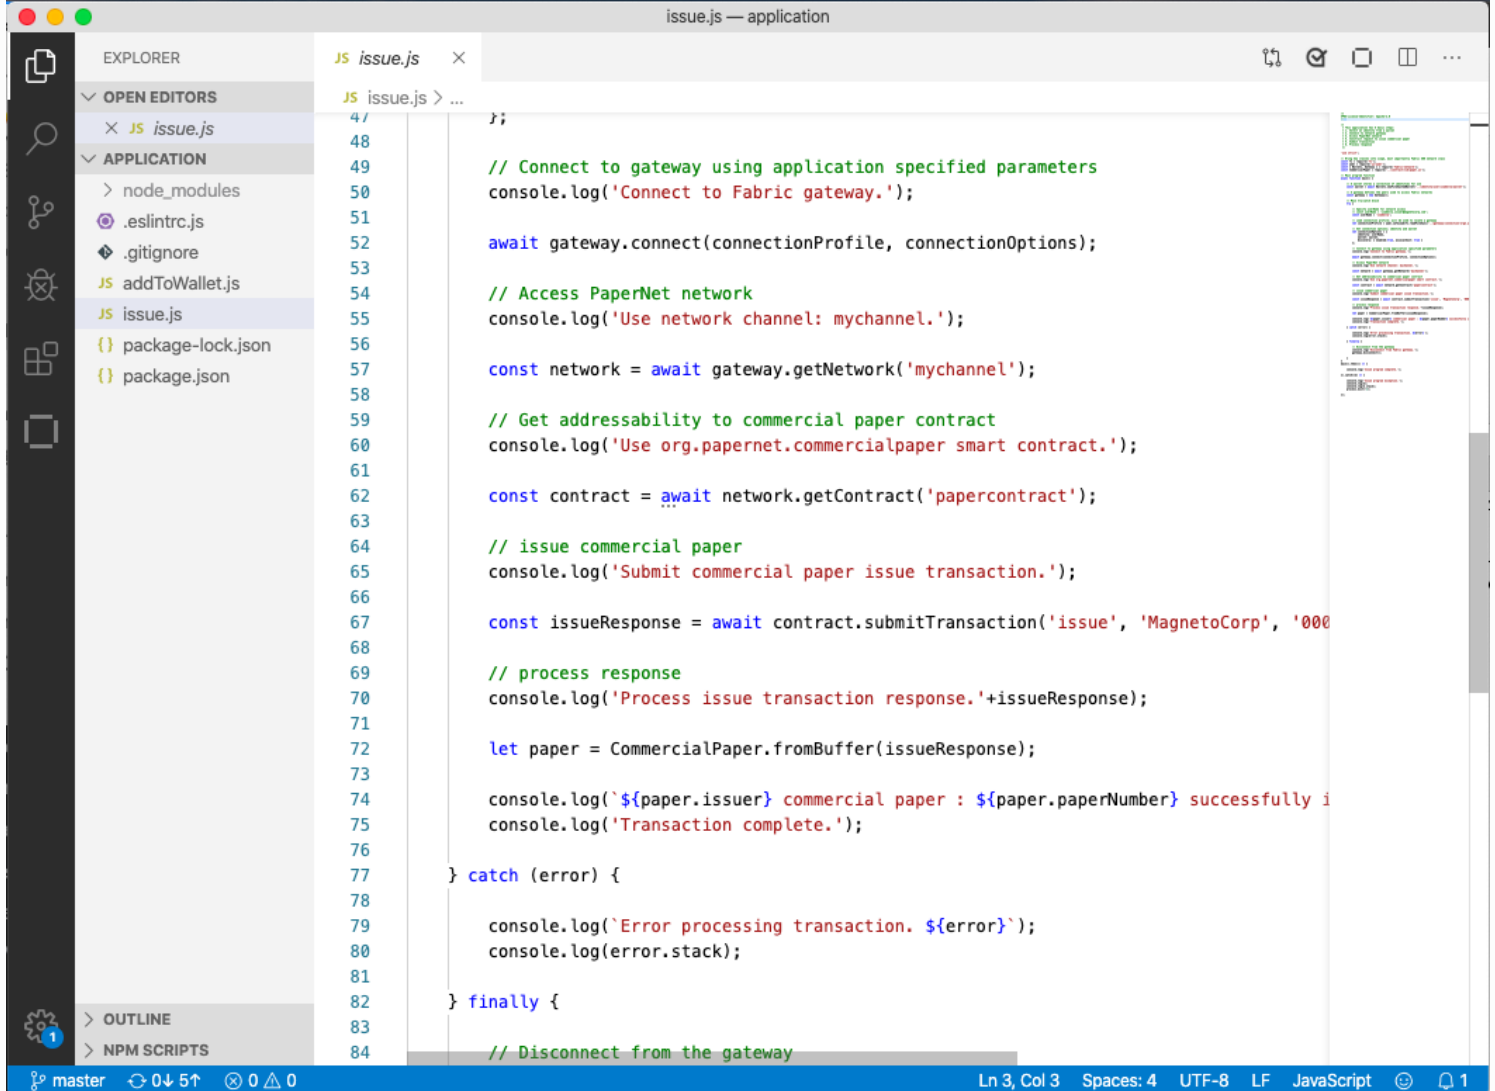 issue.js — application
EXPLORER
OPEN EDITORS
JS issue.js
APPLICATION
node_modules
.eslintrc.js
.gitignore
JS addToWallet.js
JS issue.js
{} package-lock.json
{} package.json
OUTLINE
NPM SCRIPTS
1
JS issue.js
JS issue.js > ...
47 };
48
49 // Connect to gateway using application specified parameters
50 console.log('Connect to Fabric gateway.');
51
52 await gateway.connect(connectionProfile, connectionOptions);
53
54 // Access PaperNet network
55 console.log('Use network channel: mychannel.');
56
57 const network = await gateway.getNetwork('mychannel');
58
59 // Get addressability to commercial paper contract
60 console.log('Use org.papernet.commercialpaper smart contract.');
61
62 const contract = await network.getContract('papercontract');
63
64 // issue commercial paper
65 console.log('Submit commercial paper issue transaction.');
66
67 const issueResponse = await contract.submitTransaction('issue', 'MagnetoCorp', '000
68
69 // process response
70 console.log('Process issue transaction response.'+issueResponse);
71
72 let paper = CommercialPaper.fromBuffer(issueResponse);
73
74 console.log(`${paper.issuer} commercial paper : ${paper.paperNumber} successfully i
75 console.log('Transaction complete.');
76
77 } catch (error) {
78
79 console.log(`Error processing transaction. ${error}`);
80 console.log(error.stack);
81
82 } finally {
83
84 // Disconnect from the gateway
master 0↓ 5↑ 0 0 Ln 3, Col 3 Spaces: 4 UTF-8 LF JavaScript 1